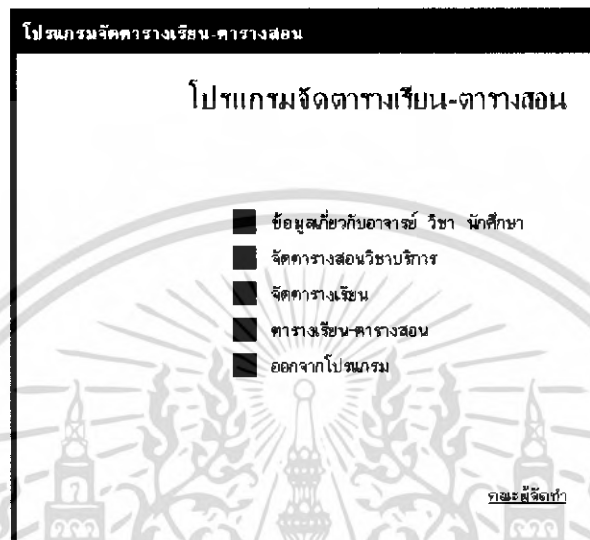 โปรแกรมจัดตารางเรียน-ตารางสอน
โปรแกรมจัดตารางเรียน-ตารางสอน
ข้อมูลเกี่ยวกับอาจารย์ วิชา นักศึกษา
จัดตารางสอนวิชาบริการ
จัดตารางเรียน
ตารางเรียน-ตารางสอน
ออกจากโปรแกรม
คณะผู้จัดทำ